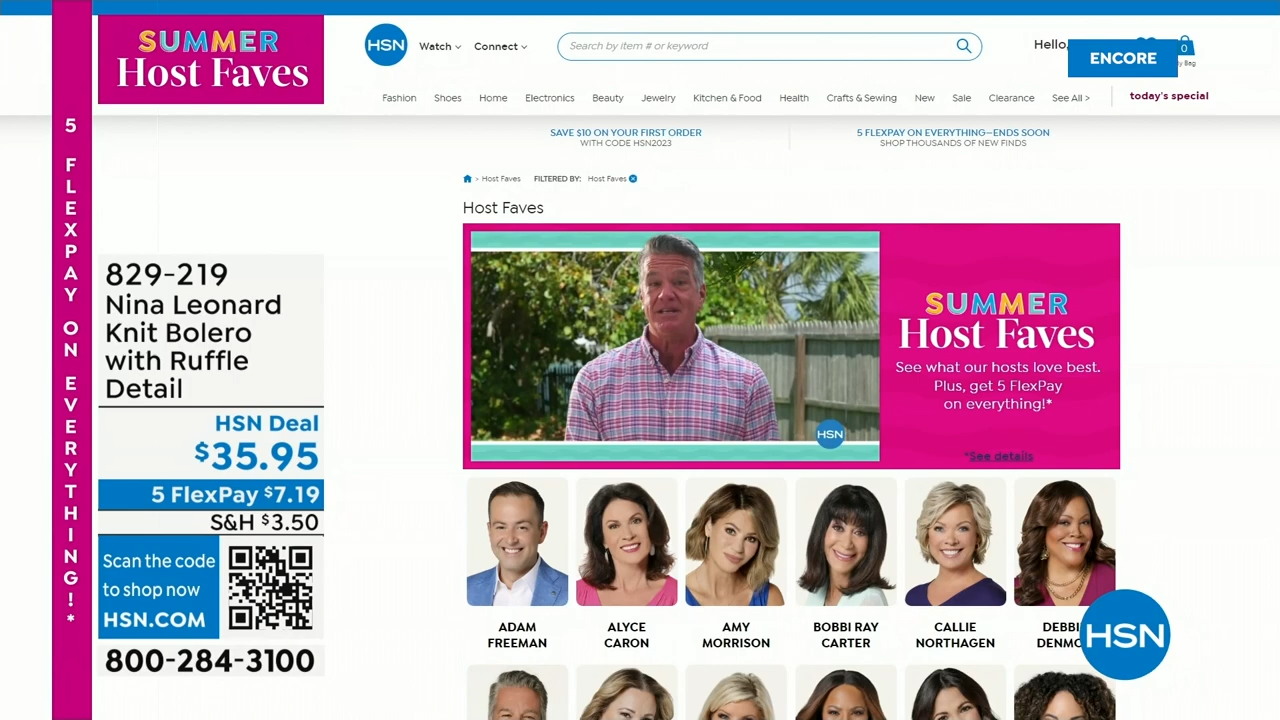 SUMMER
Host Faves
5 FLEXPAY ON EVERYTHING!*
829-219
Nina Leonard
Knit Bolero
with Ruffle
Detail
HSN Deal
$35.95
5 FlexPay $7.19
S&H $3.50
Scan the code
to shop now
HSN.COM
800-284-3100
HSN
Watch
Connect
Search by item # or keyword
Hello,
ENCORE
0
Bag
Fashion Shoes Home Electronics Beauty Jewelry Kitchen & Food Health Crafts & Sewing New Sale Clearance See All > today's special
SAVE $10 ON YOUR FIRST ORDER
WITH CODE HSN2023
5 FLEXPAY ON EVERYTHING—ENDS SOON
SHOP THOUSANDS OF NEW FINDS
> Host Faves FILTERED BY: Host Faves
Host Faves
HSN
SUMMER
Host Faves
See what our hosts love best.
Plus, get 5 FlexPay
on everything!*
*See details
ADAM
FREEMAN
ALYCE
CARON
AMY
MORRISON
BOBBI RAY
CARTER
CALLIE
NORTHAGEN
HSN